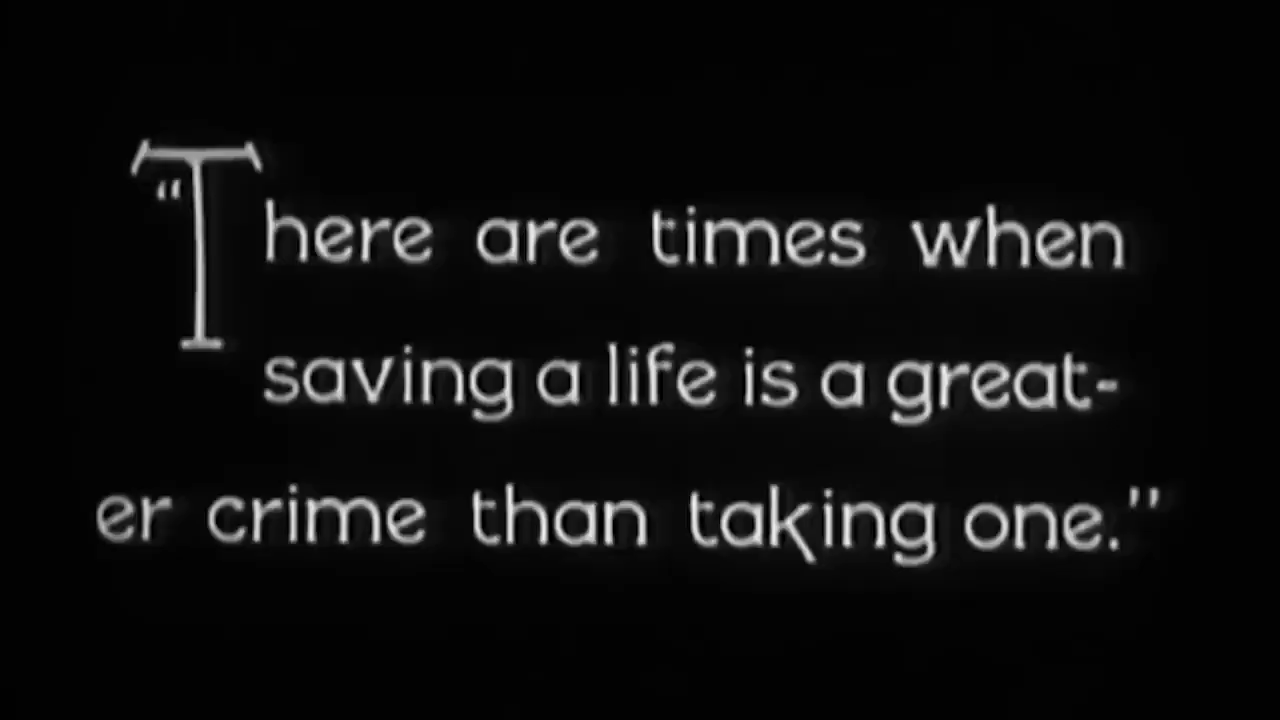 “There are times when
saving a life is a great-
er crime than taking one.”